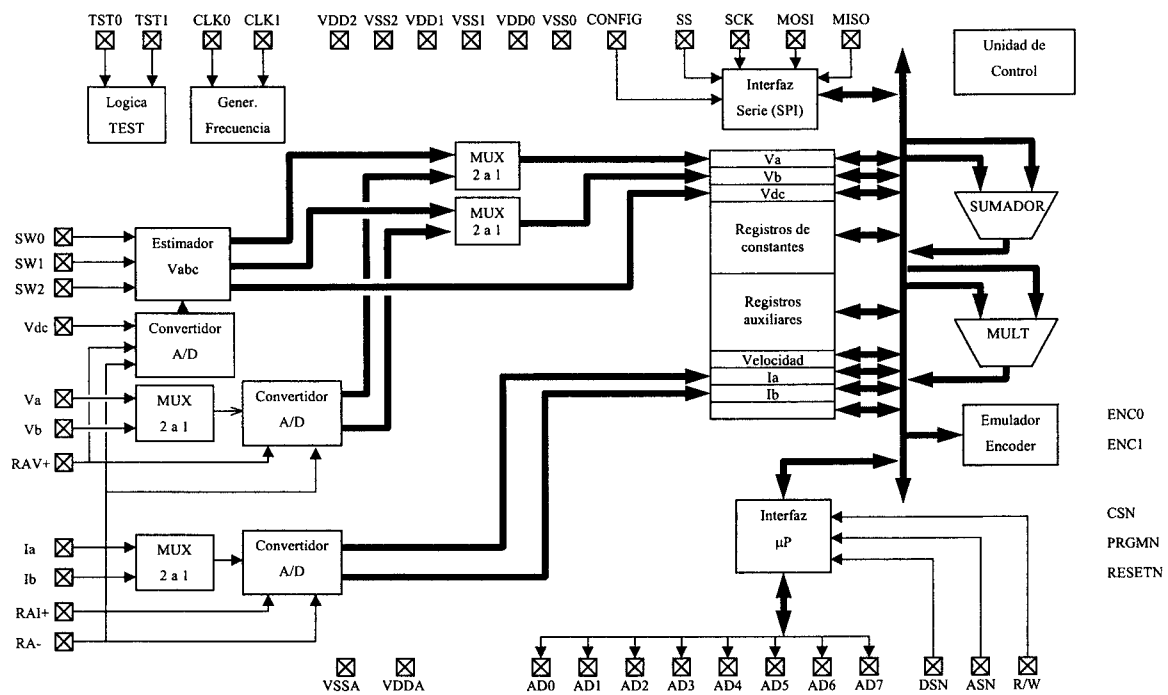 TST0 TST1 CLK0 CLK1 VDD2 VSS2 VDD1 VSS1 VDD0 VSS0 CONFIG SS SCK MOSI MISO
Logica
TEST
Gener.
Frecuencia
Interfaz
Serie (SPI)
Unidad de
Control
MUX
2 a 1
MUX
2 a 1
Va
Vb
Vdc
Registros de
constantes
Registros
auxiliares
Velocidad
Ia
Ib
SUMADOR
MULT
SW0
SW1
SW2
Estimador
Vabc
Vdc
Convertidor
A/D
Va
Vb
MUX
2 a 1
Convertidor
A/D
RAV+
Emulador
Encoder
ENC0
ENC1
Ia
Ib
MUX
2 a 1
Convertidor
A/D
RAI+
RA-
Interfaz
µP
CSN
PRGMN
RESETN
VSSA VDDA AD0 AD1 AD2 AD3 AD4 AD5 AD6 AD7 DSN ASN R/W